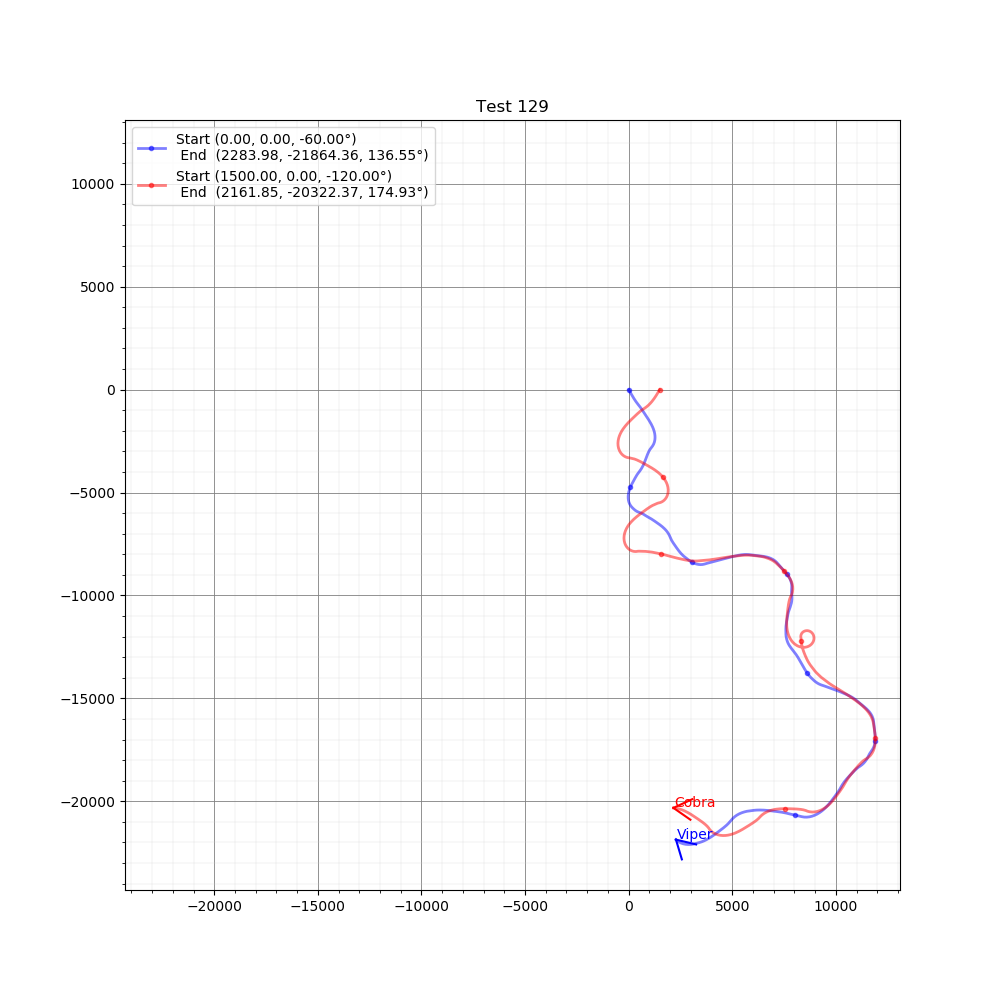 Test 129
Start (0.00, 0.00, -60.00°)
End (2283.98, -21864.36, 136.55°)
Start (1500.00, 0.00, -120.00°)
End (2161.85, -20322.37, 174.93°)
10000
5000
0
−5000
−10000
−15000
−20000
Cobra
Viper
−20000 −15000 −10000 −5000 0 5000 10000